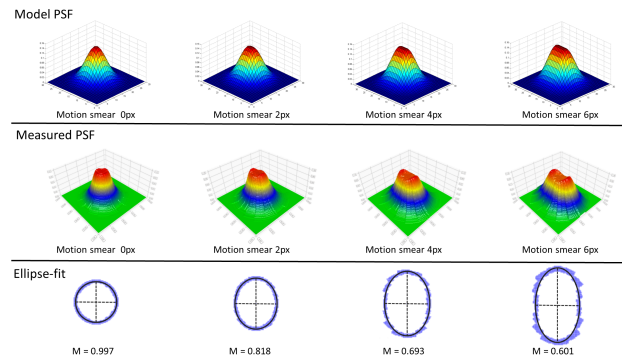 Model PSF
Motion smear 0px Motion smear 2px Motion smear 4px Motion smear 6px
Measured PSF
Motion smear 0px Motion smear 2px Motion smear 4px Motion smear 6px
Ellipse-fit
M = 0.997 M = 0.818 M = 0.693 M = 0.601